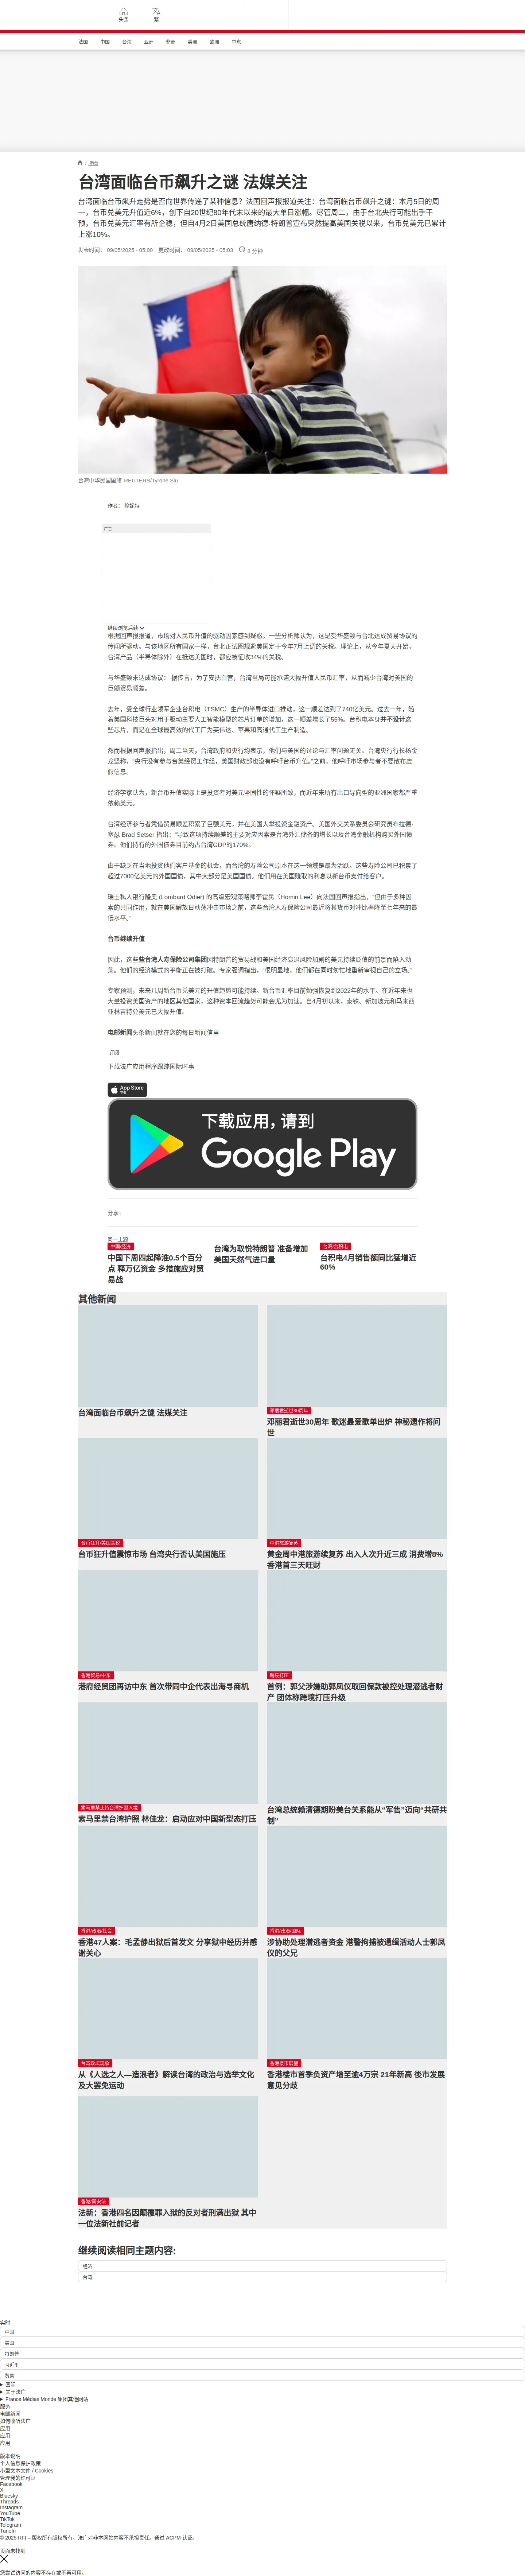 头条
繁
法国
中国
台海
亚洲
非洲
美洲
欧洲
中东
/ 港台
台湾面临台币飙升之谜 法媒关注
台湾面临台币飙升走势是否向世界传递了某种信息？法国回声报报道关注：台湾面临台币飙升之谜：本月5日的周
一，台币兑美元升值近6%，创下自20世纪80年代末以来的最大单日涨幅。尽管周二，由于台北央行可能出手干
预，台币兑美元汇率有所企稳，但自4月2日美国总统唐纳德·特朗普宣布突然提高美国关税以来，台币兑美元已累计
上涨10%。
发表时间： 09/05/2025 - 05:00 更改时间： 09/05/2025 - 05:03 8 分钟
台湾中华民国国旗 REUTERS/Tyrone Siu
作者： 珍妮特
广告
继续浏览后续
根据回声报报道，市场对人民币升值的驱动因素感到疑惑。一些分析师认为，这是受华盛顿与台北达成贸易协议的
传闻所驱动。与该地区所有国家一样，台北正试图规避美国定于今年7月上调的关税。理论上，从今年夏天开始，
台湾产品（半导体除外）在抵达美国时，都应被征收34%的关税。
与华盛顿未达成协议： 据传言，为了安抚白宫，台湾当局可能承诺大幅升值人民币汇率，从而减少台湾对美国的
巨额贸易顺差。
去年，受全球行业领军企业台积电（TSMC）生产的半导体进口推动，这一顺差达到了740亿美元。过去一年，随
着美国科技巨头对用于驱动主要人工智能模型的芯片订单的增加，这一顺差增长了55%。台积电本身并不设计这
些芯片，而是在全球最高效的代工厂为英伟达、苹果和高通代工生产制造。
然而根据回声报指出，周二当天，台湾政府和央行均表示，他们与美国的讨论与汇率问题无关。台湾央行行长杨金
龙坚称，“央行没有参与台美经贸工作组，美国财政部也没有呼吁台币升值。”之前，他呼吁市场参与者不要散布虚
假信息。
经济学家认为，新台币升值实际上是投资者对美元坚固性的怀疑所致，而近年来所有出口导向型的亚洲国家都严重
依赖美元。
台湾经济参与者凭借贸易顺差积累了巨额美元，并在美国大举投资金融资产。美国外交关系委员会研究员布拉德·
塞瑟 Brad Setser 指出：“导致这项持续顺差的主要对应因素是台湾外汇储备的增长以及台湾金融机构购买外国债
券。他们持有的外国债券目前约占台湾GDP的170%。”
由于缺乏在当地投资他们客户基金的机会，而台湾的寿险公司原本在这一领域是最为活跃。这些寿险公司已积累了
超过7000亿美元的外国国债，其中大部分是美国国债。他们用在美国赚取的利息以新台币支付给客户。
瑞士私人银行隆奥 (Lombard Odier) 的高级宏观策略师李霍民（Homin Lee）向法国回声报指出，“但由于多种因
素的共同作用，就在美国解放日动荡冲击市场之前，这些台湾人寿保险公司最近将其货币对冲比率降至七年来的最
低水平。”
台币继续升值
因此，这些些台湾人寿保险公司集团因特朗普的贸易战和美国经济衰退风险加剧的美元持续贬值的前景而陷入动
荡。他们的经济模式的平衡正在被打破。专家强调指出，“很明显地，他们都在同时匆忙地重新审视自己的立场。”
专家预测，未来几周新台币兑美元的升值趋势可能持续。新台币汇率目前勉强恢复到2022年的水平。在近年来也
大量投资美国资产的地区其他国家，这种资本回流趋势可能会尤为加速。自4月初以来，泰铢、新加坡元和马来西
亚林吉特兑美元已大幅升值。
电邮新闻头条新闻就在您的每日新闻信里
订阅
下载法广应用程序跟踪国际时事
App Store
下载
下载应用，请到
Google Play
分享 :
同一主题
中国/经济
中国下周四起降准0.5个百分
点 释万亿资金 多措施应对贸
易战
台湾为取悦特朗普 准备增加
美国天然气进口量
台湾/台积电
台积电4月销售额同比猛增近
60%
其他新闻
台湾面临台币飙升之谜 法媒关注
邓丽君逝世30周年
邓丽君逝世30周年 歌迷最爱歌单出炉 神秘遗作将问
世
台币狂升/美国关税
台币狂升值震惊市场 台湾央行否认美国施压
中港旅游复苏
黄金周中港旅游续复苏 出入人次升近三成 消费增8%
香港首三天旺财
香港贸易/中东
港府经贸团再访中东 首次带同中企代表出海寻商机
跨境打压
首例：郭父涉嫌助郭凤仪取回保款被控处理潜逃者财
产 团体称跨境打压升级
索马里禁止持台湾护照入境
索马里禁台湾护照 林佳龙：启动应对中国新型态打压
台湾总统赖清德期盼美台关系能从“军售”迈向“共研共
制”
香港/政治/社会
香港47人案：毛孟静出狱后首发文 分享狱中经历并感
谢关心
香港/政治/国际
涉协助处理潜逃者资金 港警拘捕被通缉活动人士郭凤
仪的父兄
台湾政坛现象
从《人选之人—造浪者》解读台湾的政治与选举文化
及大罢免运动
香港楼市展望
香港楼市首季负资产增至逾4万宗 21年新高 後市发展
意见分歧
香港/国安法
法新：香港四名因颠覆罪入狱的反对者刑满出狱 其中
一位法新社前记者
继续阅读相同主题内容:
经济
台湾
实时
中国
美国
特朗普
习近平
贸易
国际
关于法广
France Médias Monde 集团其他网站
服务
电邮新闻
如何收听法广
应用
应用
应用
版本说明
个人信息保护政策
小型文本文件 / Cookies
管理我的许可证
Facebook
X
Bluesky
Threads
Instagram
YouTube
TikTok
Telegram
TuneIn
© 2025 RFI – 版权所有版权所有。法广对非本网站内容不承担责任。通过 ACPM 认证。
页面未找到
您尝试访问的内容不存在或不再可用。